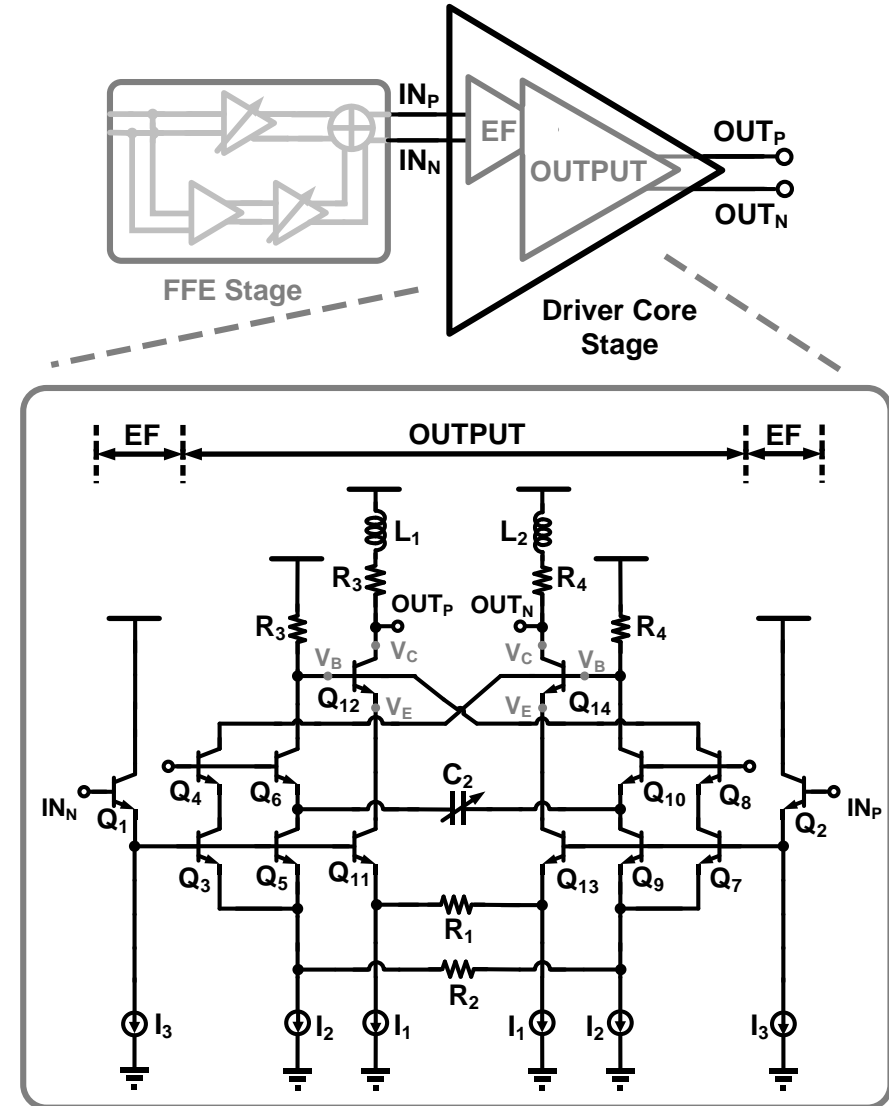 IN_P
IN_N
EF
OUTPUT
OUT_P
OUT_N
FFE Stage
Driver Core
Stage
EF
OUTPUT
EF
L_1
L_2
R_3
R_4
OUT_P
OUT_N
R_3
R_4
V_B
V_C
V_C
V_B
Q_12
V_E
V_E
Q_14
C_2
IN_N
Q_1
Q_4
Q_6
Q_10
Q_8
Q_2
IN_P
Q_3
Q_5
Q_11
Q_13
Q_9
Q_7
R_1
R_2
I_3
I_2
I_1
I_1
I_2
I_3